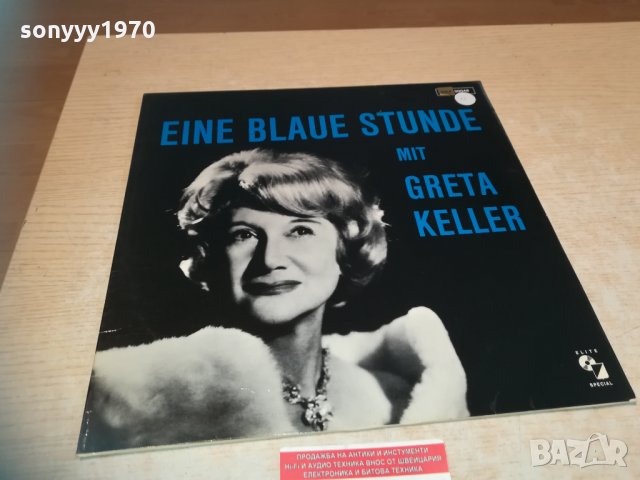 sonyyy1970
EINE BLAUE STUNDE
MIT
GRETA
KELLER
ELITE
SPECIAL
ПРОДАЖБА НА АНТИКИ И ИНСТУМЕНТИ
Hi-Fi И АУДИО ТЕХНИКА ВНОС ОТ ШВЕЙЦАРИЯ
ЕЛЕКТРОНИКА И БИТОВА ТЕХНИКА
BAZAR